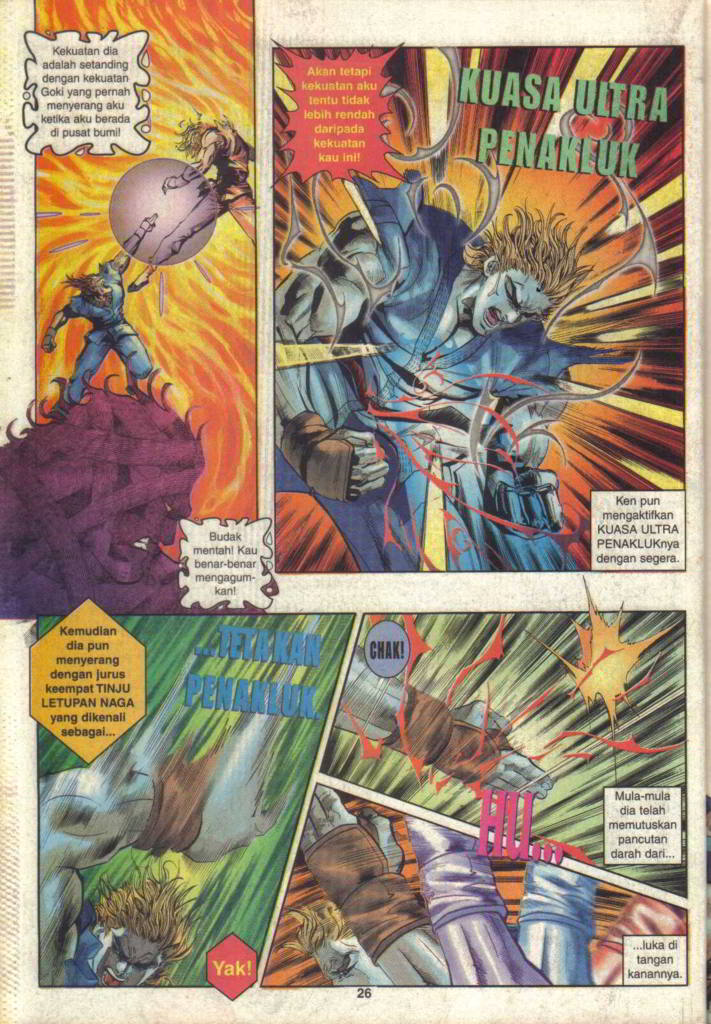 Kekuatan dia
adalah setanding
dengan kekuatan
Goki yang pernah
menyerang aku
ketika aku berada
di pusat bumi!
Budak
mentah! Kau
benar-benar
mengagum-
kan!
Akan tetapi
kekuatan aku
tentu tidak
lebih rendah
daripada
kekuatan
kau ini!
KUASA ULTRA
PENAKLUK
Ken pun
mengaktifkan
KUASA ULTRA
PENAKLUKnya
dengan segera.
Kemudian
dia pun
menyerang
dengan jurus
keempat TINJU
LETUPAN NAGA
yang dikenali
sebagai...
...TETAKAN
PENAKLUK.
Yak!
CHAK!
Mula-mula
dia telah
memutuskan
pancutan
darah dari...
HU...
...luka di
tangan
kanannya.
26